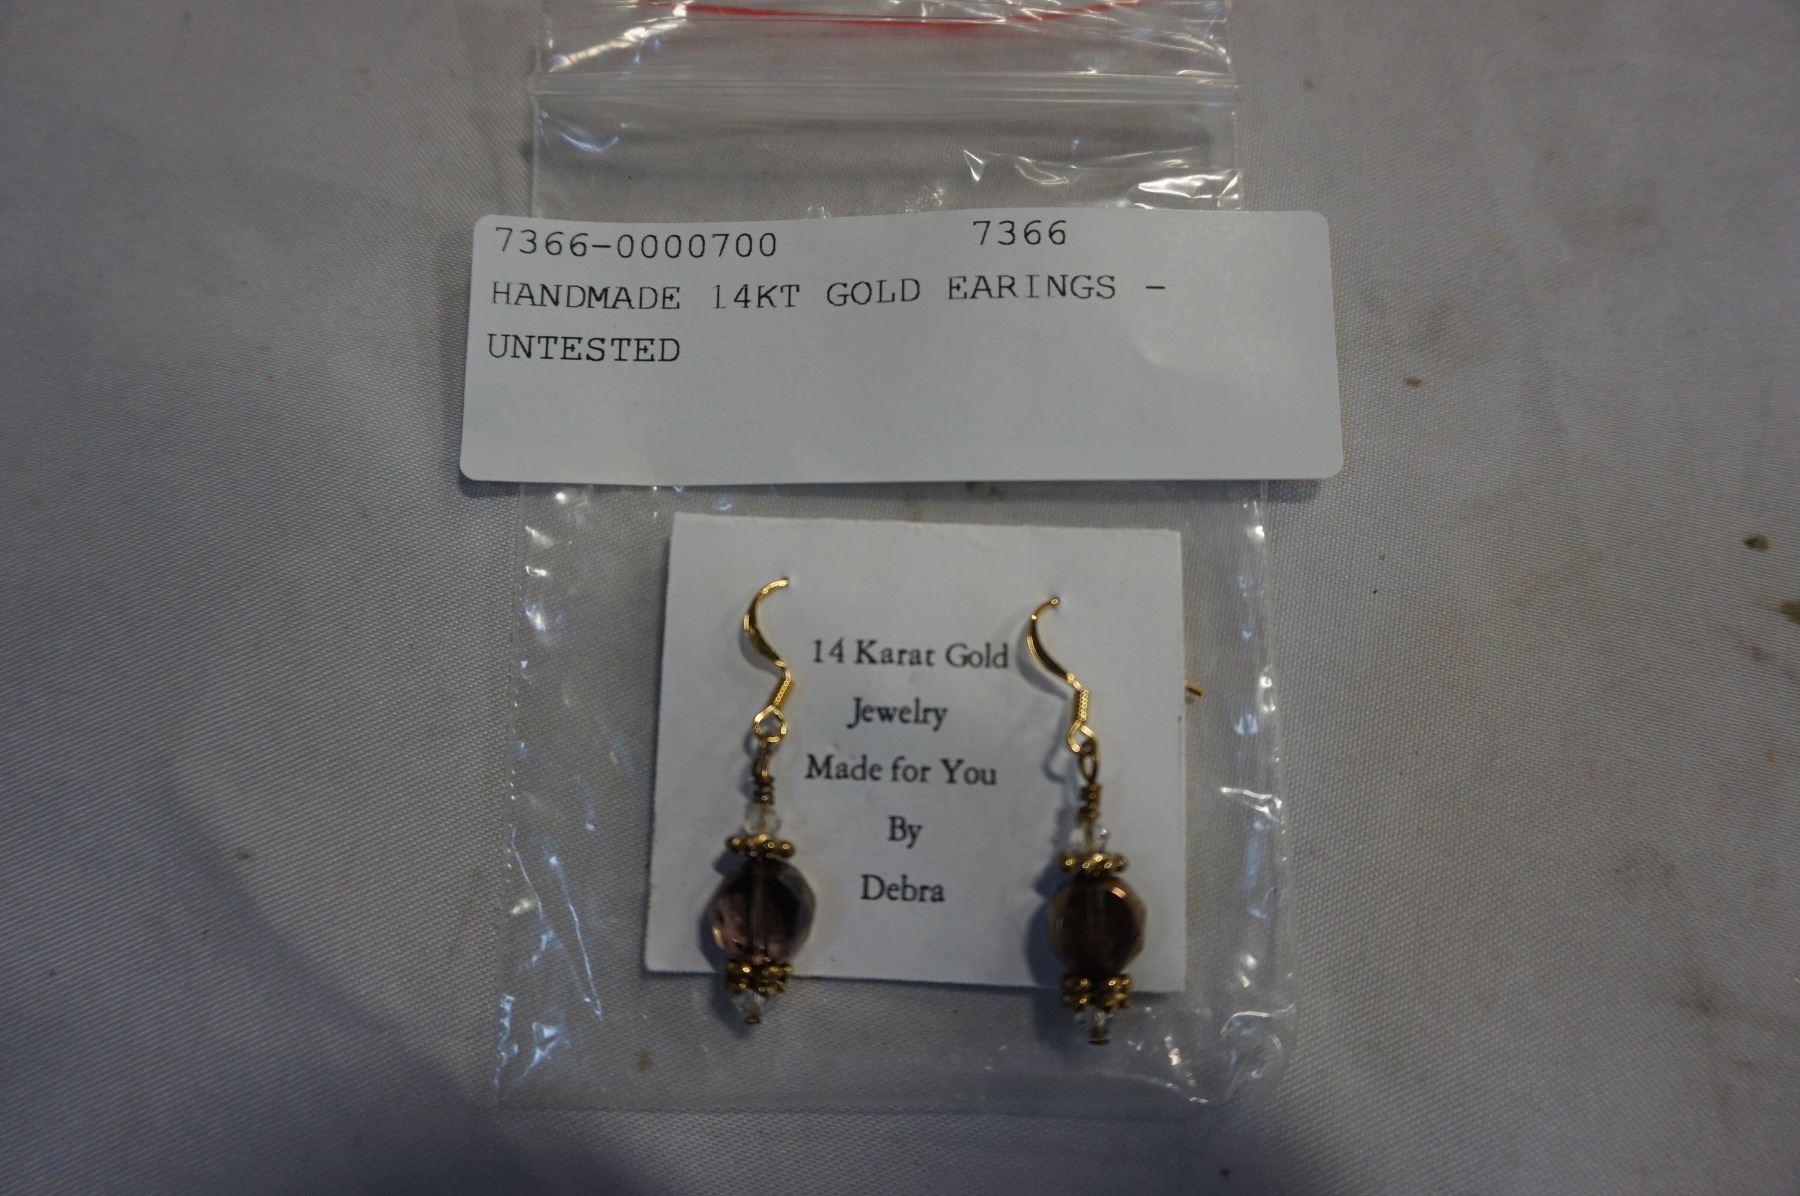 7366-0000700 7366
HANDMADE 14KT GOLD EARINGS -
UNTESTED
14 Karat Gold
Jewelry
Made for You
By
Debra